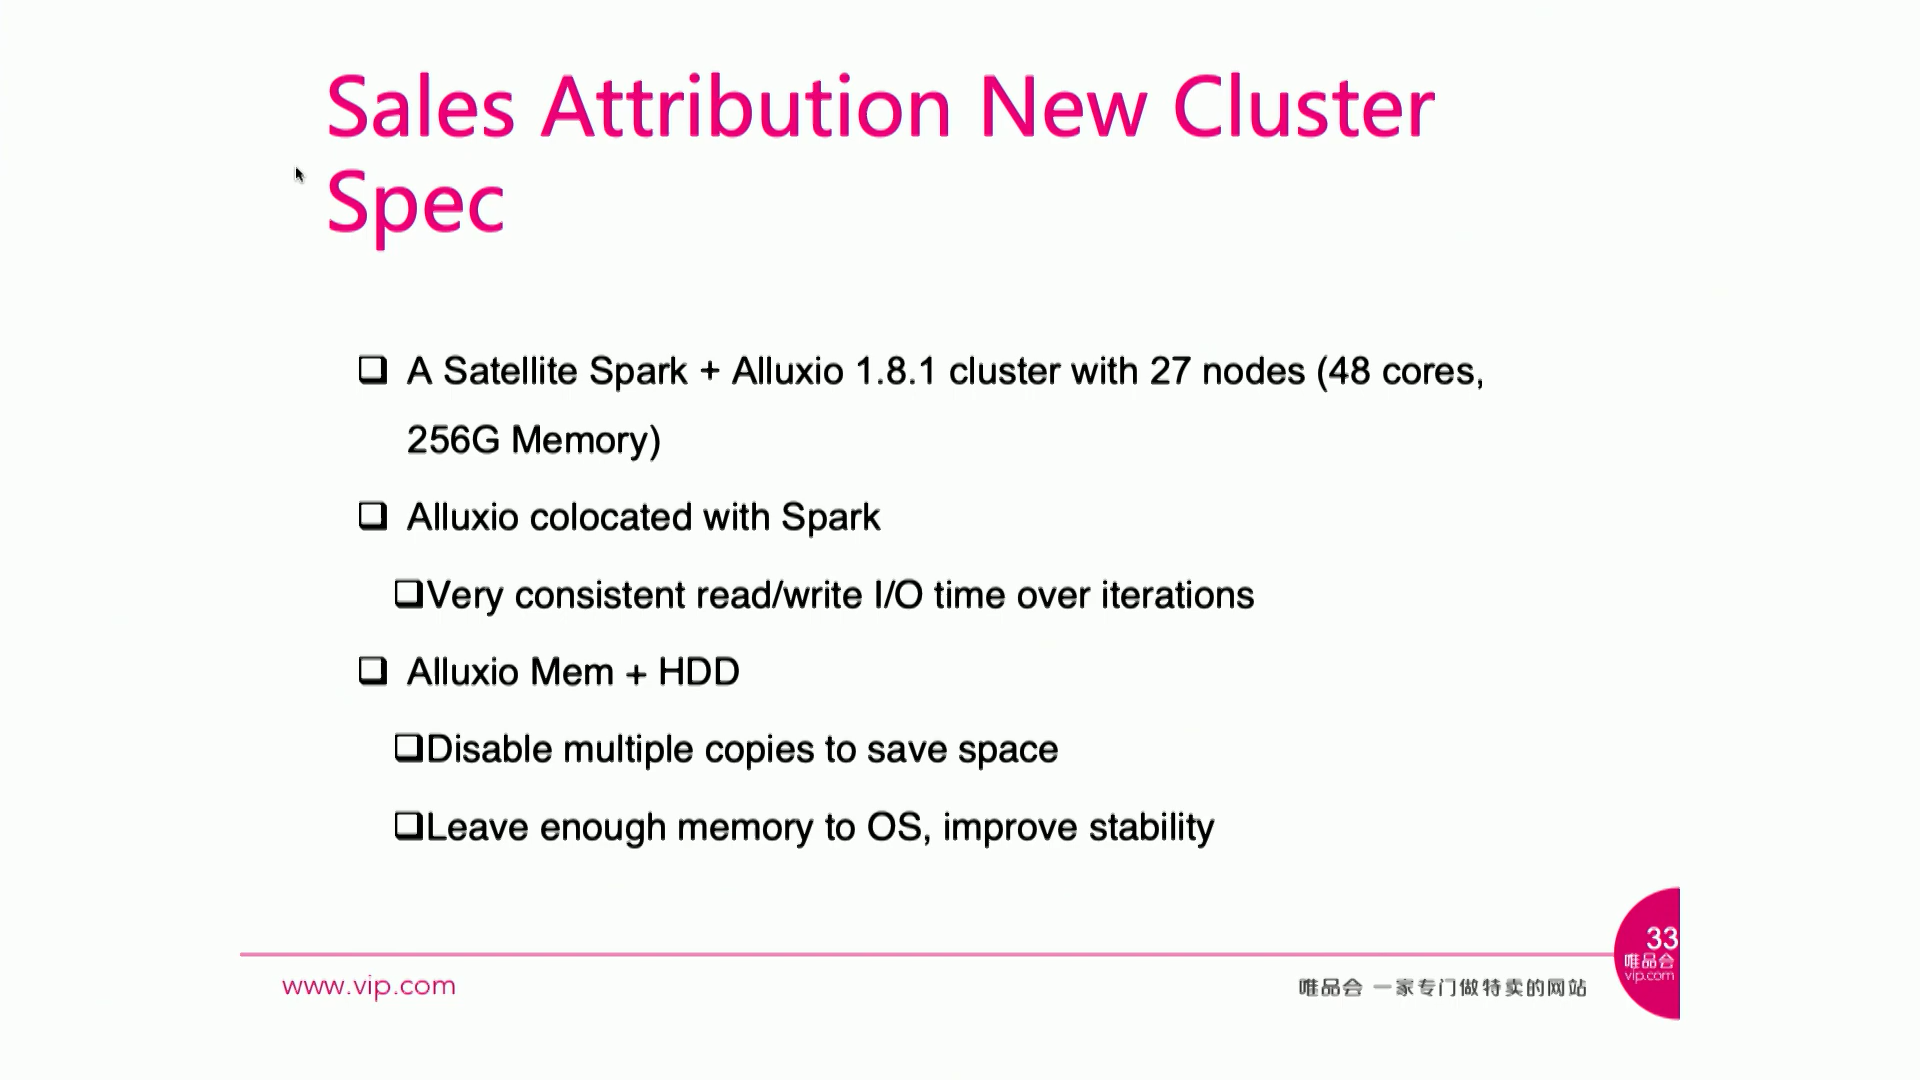 Sales Attribution New Cluster
Spec
A Satellite Spark + Alluxio 1.8.1 cluster with 27 nodes (48 cores,
256G Memory)
Alluxio colocated with Spark
Very consistent read/write I/O time over iterations
Alluxio Mem + HDD
Disable multiple copies to save space
Leave enough memory to OS, improve stability
33
唯品会
vip.com
www.vip.com
唯品会 一家专门做特卖的网站